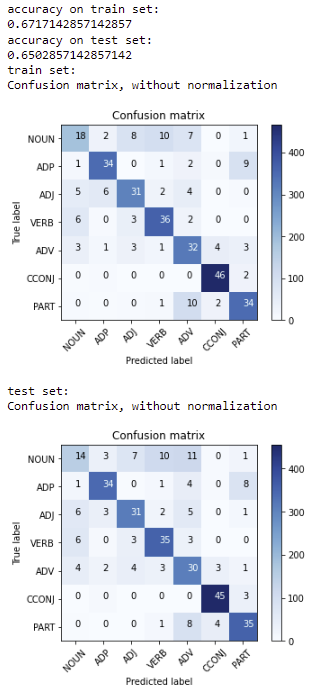 accuracy on train set:
0.6717142857142857
accuracy on test set:
0.6502857142857142
train set:
Confusion matrix, without normalization
Confusion matrix
NOUN 18 2 8 10 7 0 1
ADP 1 34 0 1 2 0 9
ADJ 5 6 31 2 4 0 0
VERB 6 0 3 36 2 0 0
ADV 3 1 3 1 32 4 3
CCONJ 0 0 0 0 0 46 2
PART 0 0 0 1 10 2 34
NOUN ADP ADJ VERB ADV CCONJ PART
True label
Predicted label
400
300
200
100
0
test set:
Confusion matrix, without normalization
Confusion matrix
NOUN 14 3 7 10 11 0 1
ADP 1 34 0 1 4 0 8
ADJ 6 3 31 2 5 0 1
VERB 6 0 3 35 3 0 0
ADV 4 2 4 3 30 3 1
CCONJ 0 0 0 0 0 45 3
PART 0 0 0 1 8 4 35
NOUN ADP ADJ VERB ADV CCONJ PART
True label
Predicted label
400
300
200
100
0